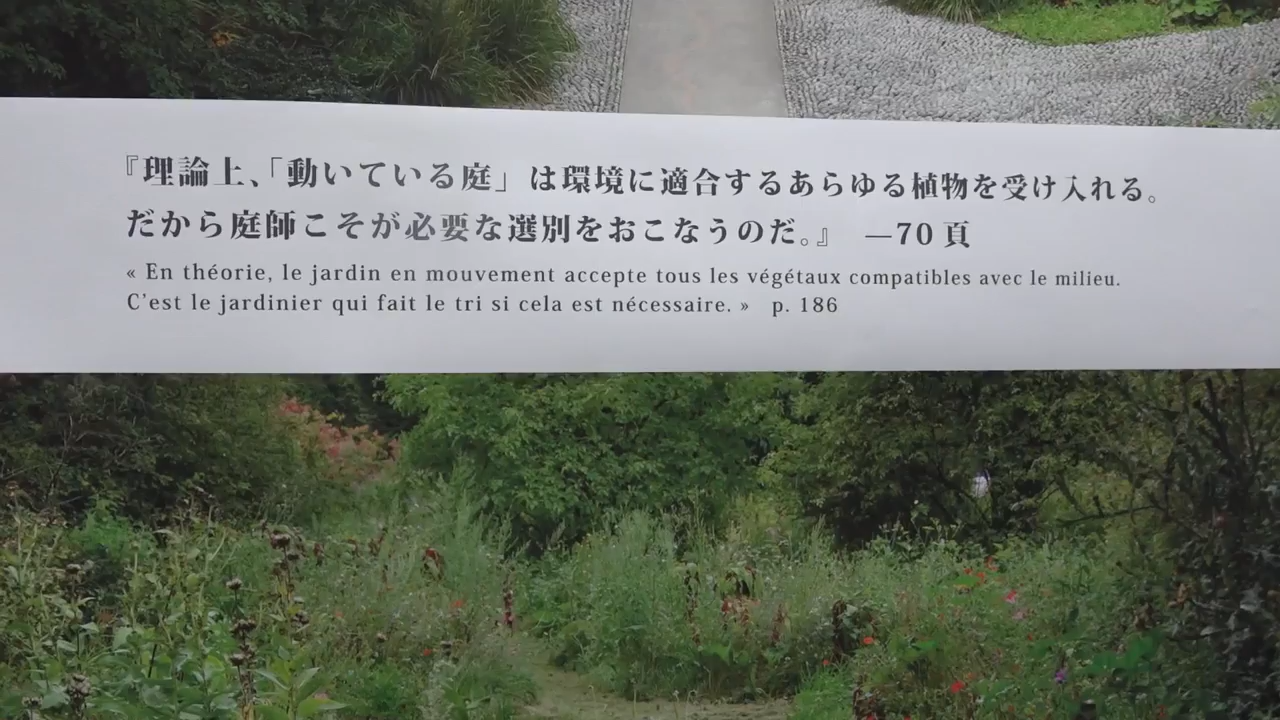 『理論上、「動いている庭」は環境に適合するあらゆる植物を受け入れる。
だから庭師こそが必要な選別をおこなうのだ。』 —70 頁
« En théorie, le jardin en mouvement accepte tous les végétaux compatibles avec le milieu.
C'est le jardinier qui fait le tri si cela est nécessaire. » p. 186